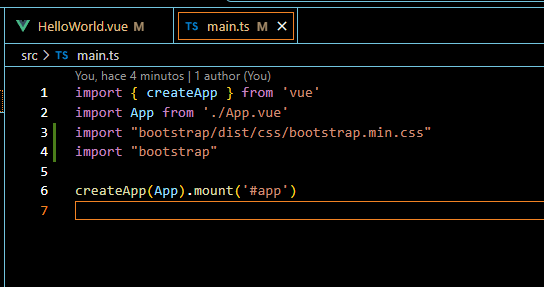 HelloWorld.vue M
TS main.ts M
src > TS main.ts
You, hace 4 minutos | 1 author (You)
1 import { createApp } from 'vue'
2 import App from './App.vue'
3 import "bootstrap/dist/css/bootstrap.min.css"
4 import "bootstrap"
5
6 createApp(App).mount('#app')
7